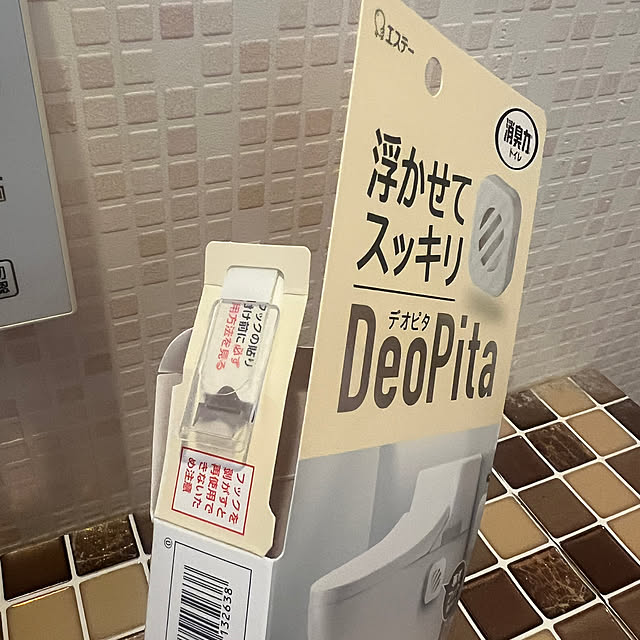 エステー
消臭力
トイレ
浮かせて
スッキリ
デオピタ
DeoPita
フックの貼り
付け前に必ず
用方法を見る
フックを
剥がすと
再使用で
きないた
め注意
132638